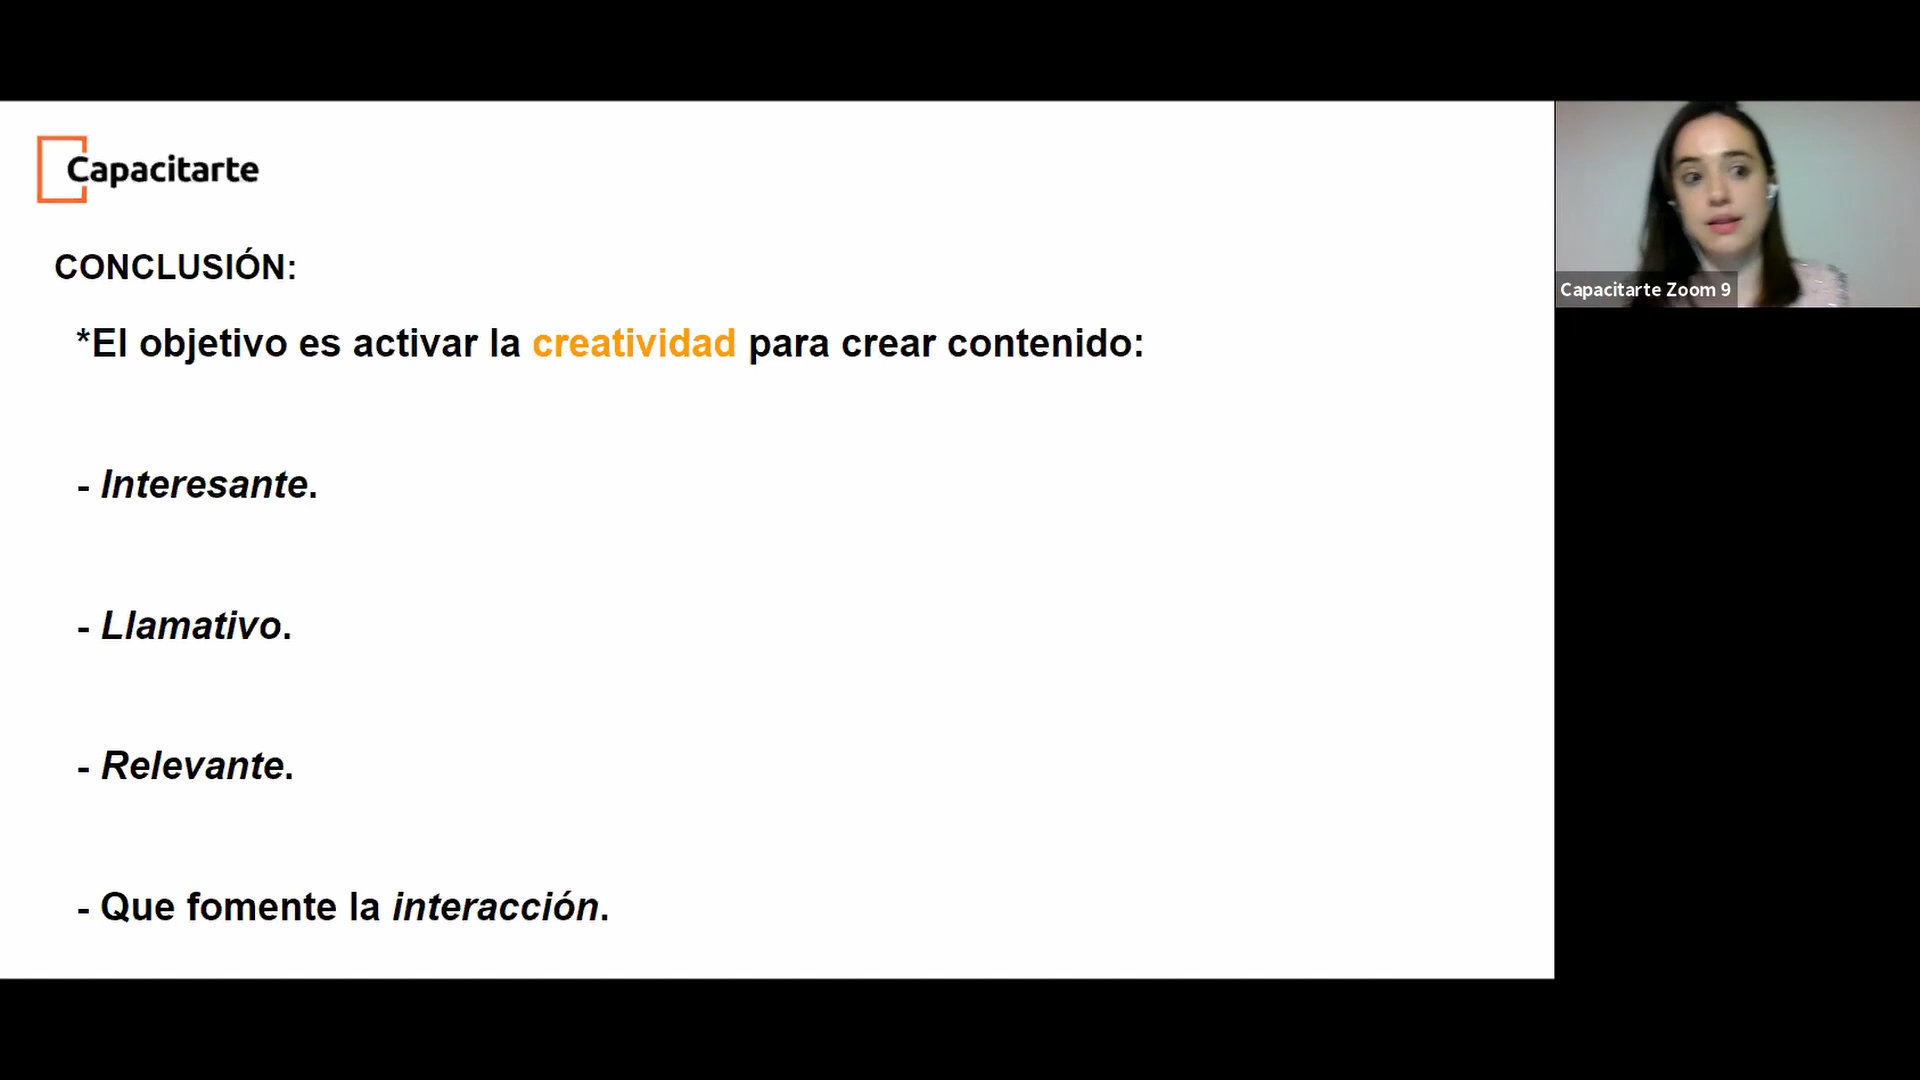 Capacitarte
CONCLUSIÓN:
*El objetivo es activar la creatividad para crear contenido:
- Interesante.
- Llamativo.
- Relevante.
- Que fomente la interacción.
Capacitarte Zoom 9